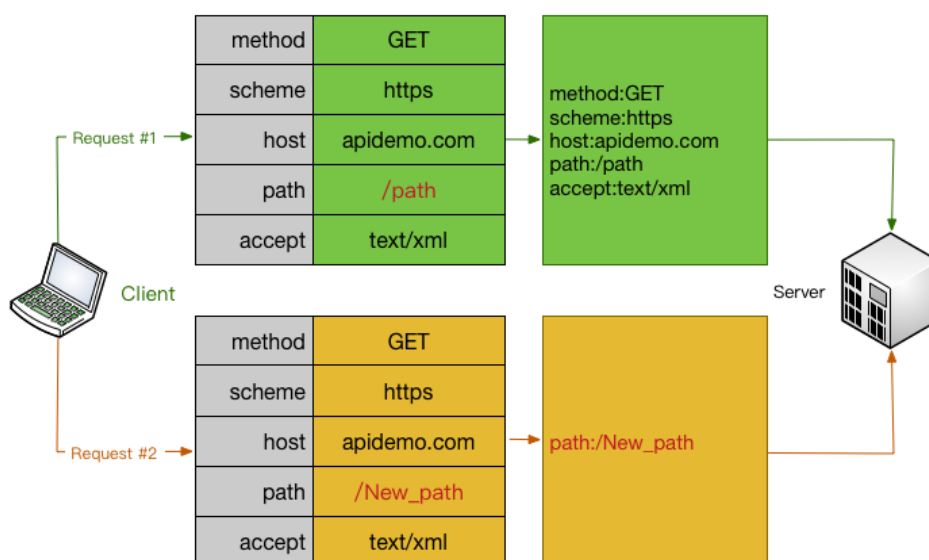 method GET
scheme https
Request #1
host apidemo.com
path /path
accept text/xml
method:GET
scheme:https
host:apidemo.com
path:/path
accept:text/xml
Client
Server
method GET
scheme https
Request #2
host apidemo.com
path /New_path
accept text/xml
path:/New_path